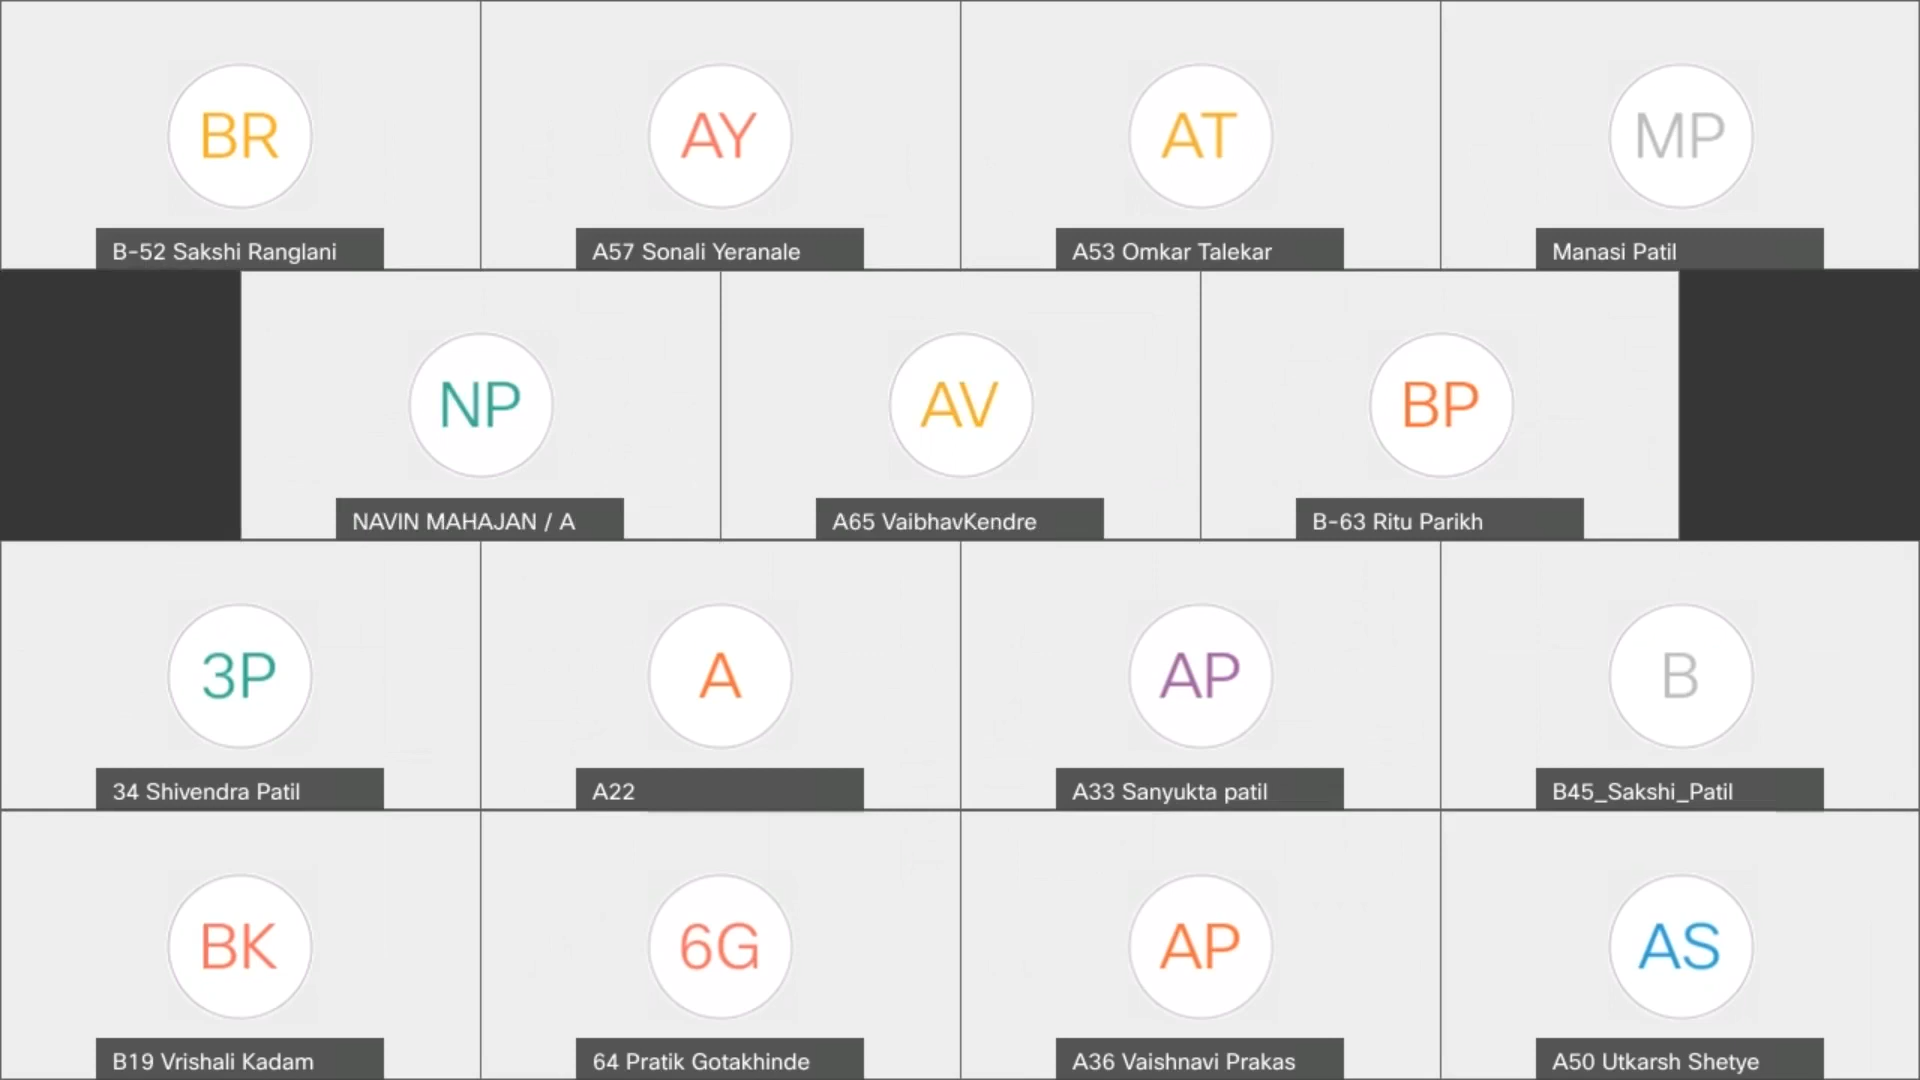 BR
B-52 Sakshi Ranglani
AY
A57 Sonali Yeranale
AT
A53 Omkar Talekar
MP
Manasi Patil
NP
NAVIN MAHAJAN / A
AV
A65 VaibhavKendre
BP
B-63 Ritu Parikh
3P
34 Shivendra Patil
A
A22
AP
A33 Sanyukta patil
B
B45_Sakshi_Patil
BK
B19 Vrishali Kadam
6G
64 Pratik Gotakhinde
AP
A36 Vaishnavi Prakas
AS
A50 Utkarsh Shetye